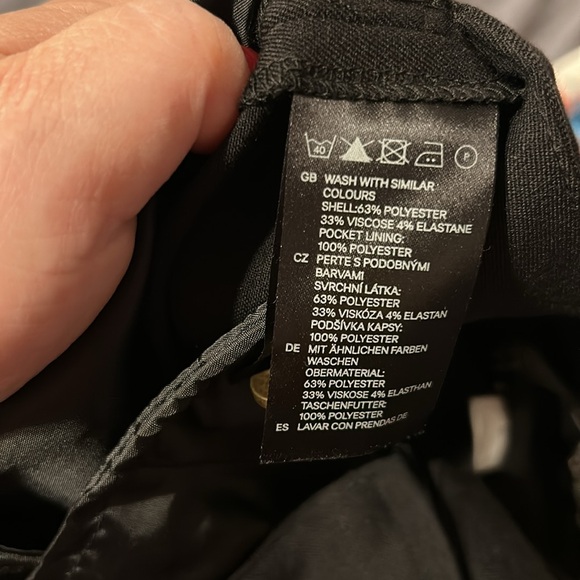 40
P
GB WASH WITH SIMILAR
COLOURS
SHELL:63% POLYESTER
33% VISCOSE 4% ELASTANE
POCKET LINING:
100% POLYESTER
CZ PERTE S PODOBNÝMI
BARVAMI
SVRCHNÍ LÁTKA:
63% POLYESTER
33% VISKÓZA 4% ELASTAN
PODŠÍVKA KAPSY:
100% POLYESTER
DE MIT ÄHNLICHEN FARBEN
WASCHEN
OBERMATERIAL:
63% POLYESTER
33% VISKOSE 4% ELASTHAN
TASCHENFUTTER:
100% POLYESTER
ES LAVAR CON PRENDAS DE